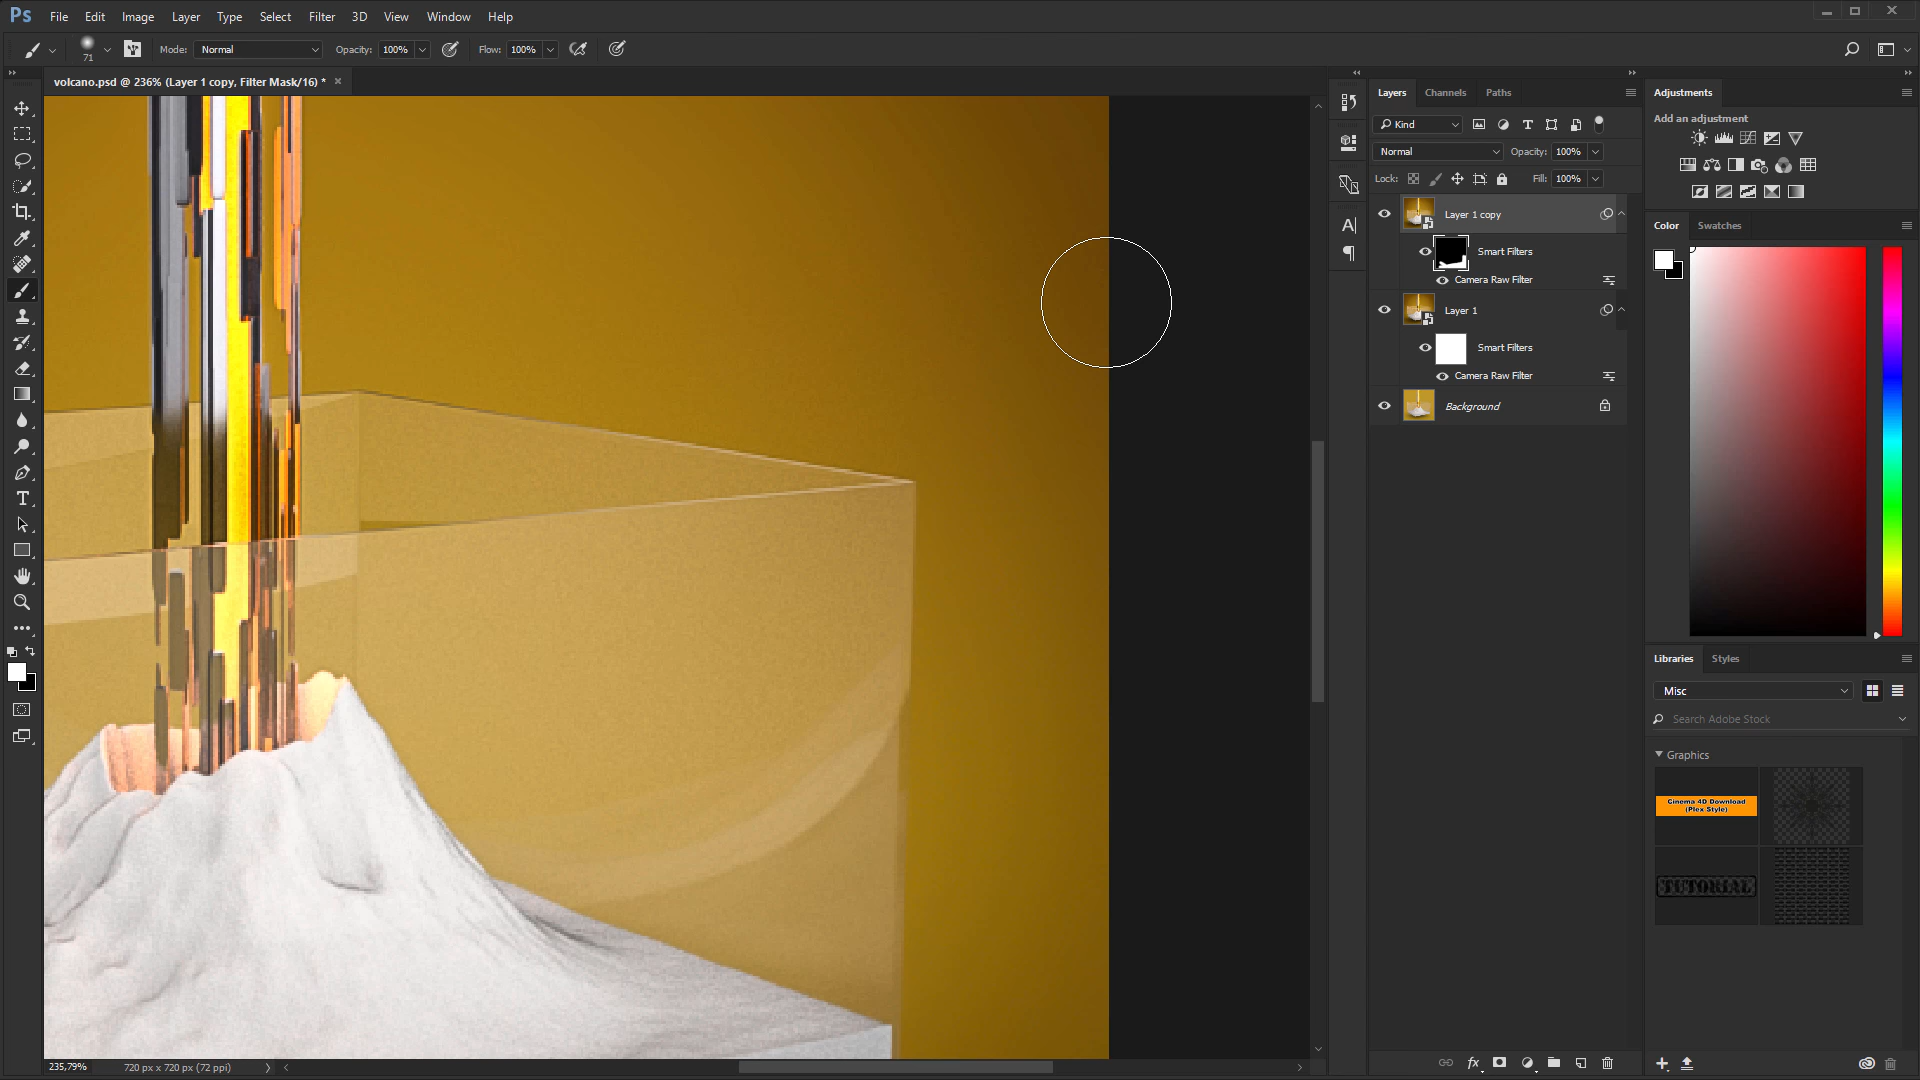 Ps File Edit Image Layer Type Select Filter 3D View Window Help
71 Mode: Normal Opacity: 100% Flow: 100%
volcano.psd @ 236% (Layer 1 copy, Filter Mask/16) *
Layers Channels Paths
Kind
Normal Opacity: 100%
Lock: Fill: 100%
Layer 1 copy
Smart Filters
Camera Raw Filter
Layer 1
Smart Filters
Camera Raw Filter
Background
Adjustments
Add an adjustment
Color Swatches
Libraries Styles
Misc
Search Adobe Stock
Graphics
Cinema 4D Download
(Plex Style)
TUTORIAL
235,79% 720 px x 720 px (72 ppi)
fx